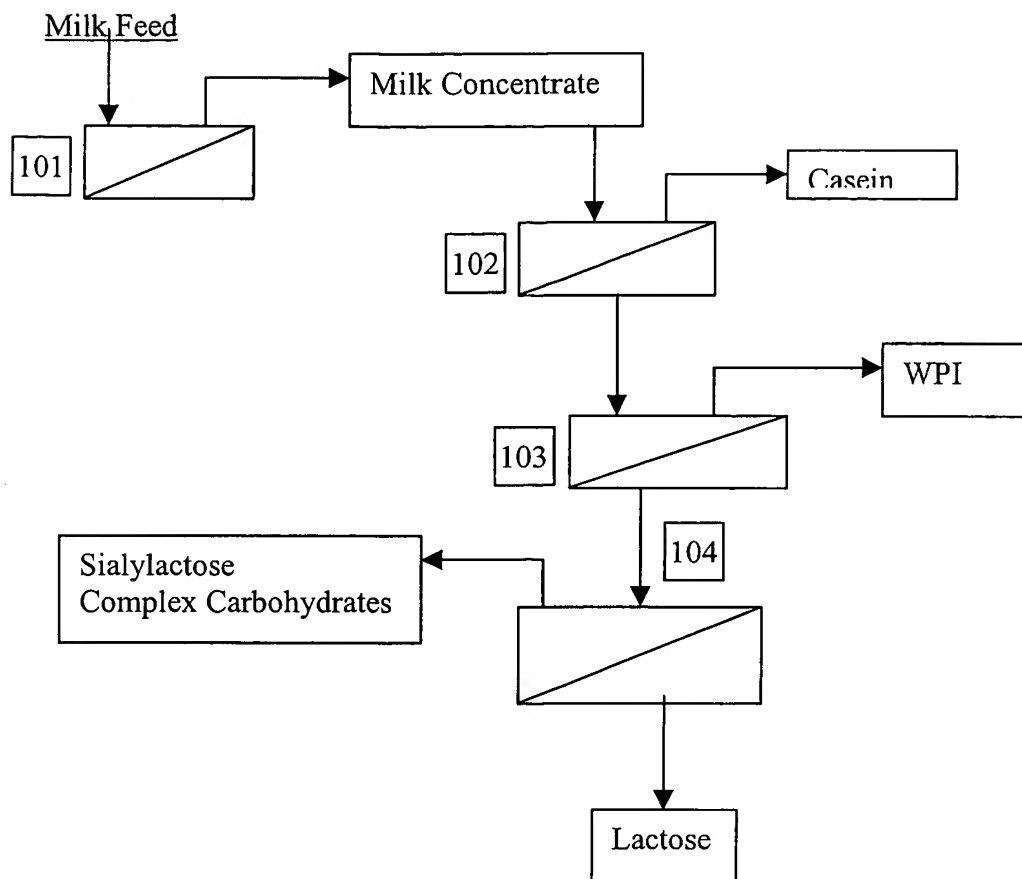 Milk Feed
Milk Concentrate
101
Casein
102
WPI
103
104
Sialylactose
Complex Carbohydrates
Lactose